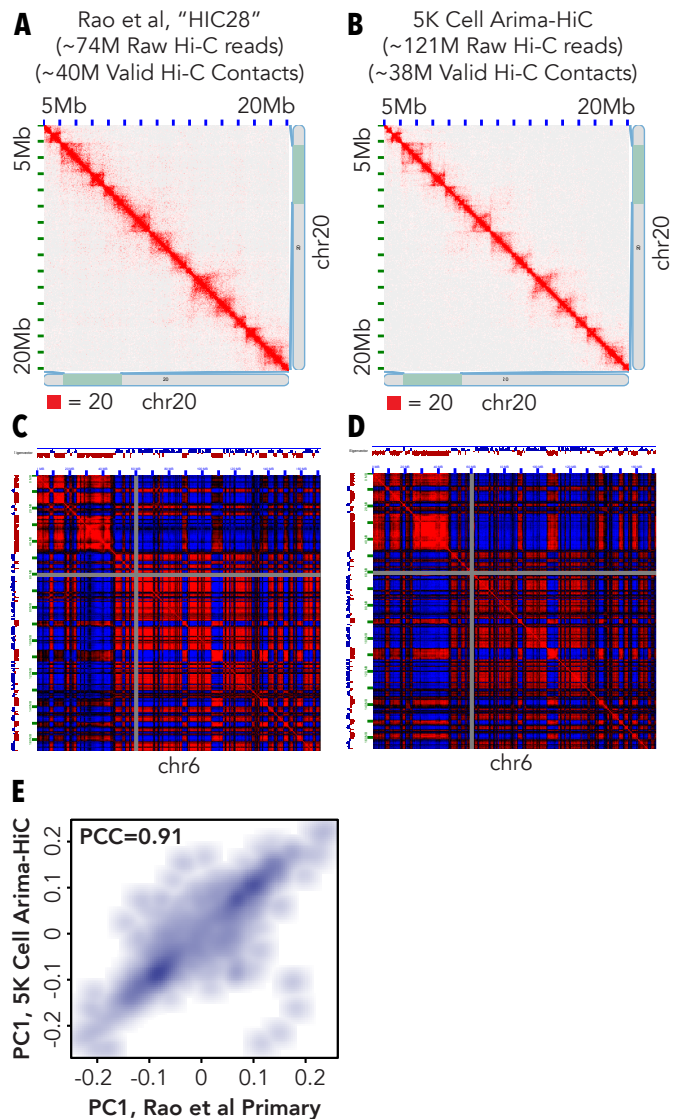 A
Rao et al, “HIC28”
(~74M Raw Hi-C reads)
(~40M Valid Hi-C Contacts)
5Mb 20Mb
5Mb
20Mb
chr20
20
= 20 chr20
B
5K Cell Arima-HiC
(~121M Raw Hi-C reads)
(~38M Valid Hi-C Contacts)
5Mb 20Mb
5Mb
20Mb
chr20
= 20 chr20
C
chr6
D
chr6
E
PCC=0.91
PC1, 5K Cell Arima-HiC
0.2
0.1
0
-0.1
-0.2
-0.2 -0.1 0 0.1 0.2
PC1, Rao et al Primary